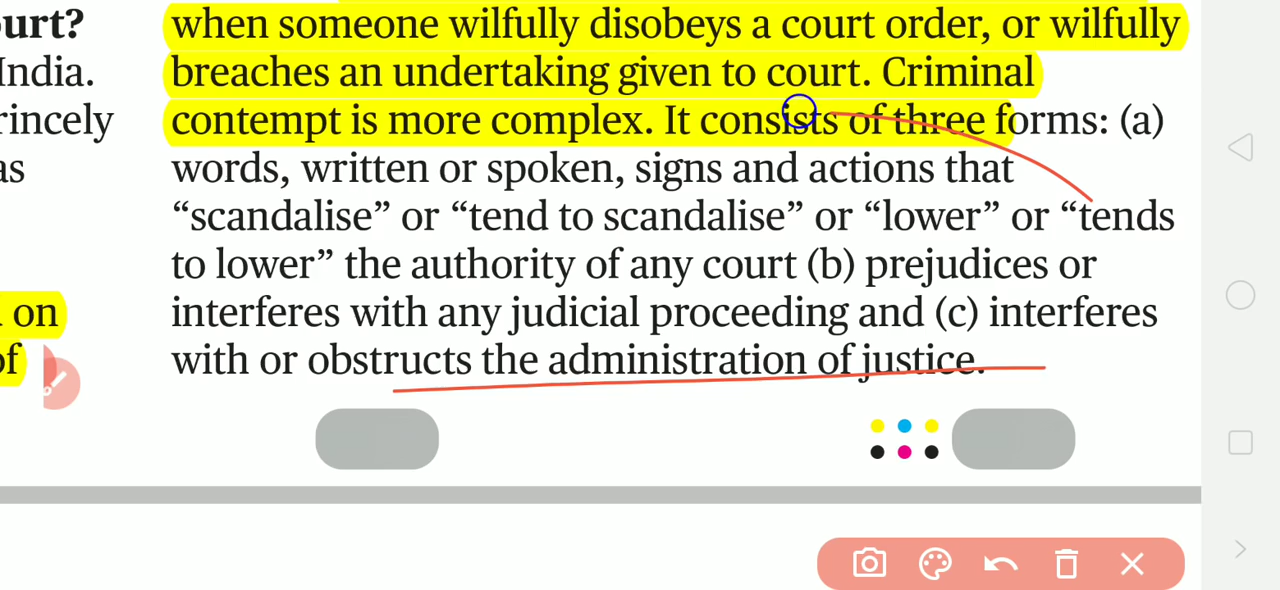 ourt?
India.
rincely
as
on
of
when someone wilfully disobeys a court order, or wilfully
breaches an undertaking given to court. Criminal
contempt is more complex. It consists of three forms: (a)
words, written or spoken, signs and actions that
“scandalise” or “tend to scandalise” or “lower” or “tends
to lower” the authority of any court (b) prejudices or
interferes with any judicial proceeding and (c) interferes
with or obstructs the administration of justice.